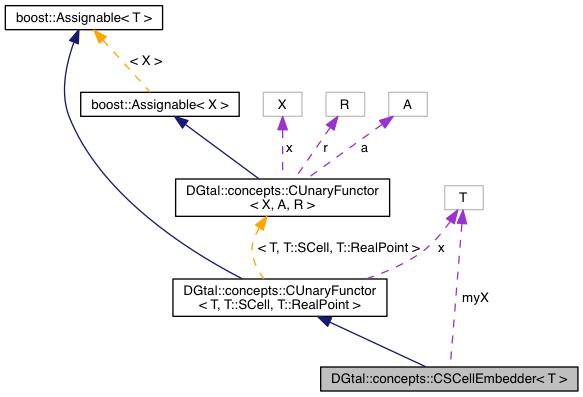 boost::Assignable< T >
< X >
boost::Assignable< X >
X
R
A
x
r
a
DGtal::concepts::CUnaryFunctor
< X, A, R >
T
< T, T::SCell, T::RealPoint >
x
DGtal::concepts::CUnaryFunctor
< T, T::SCell, T::RealPoint >
myX
DGtal::concepts::CSCellEmbedder< T >